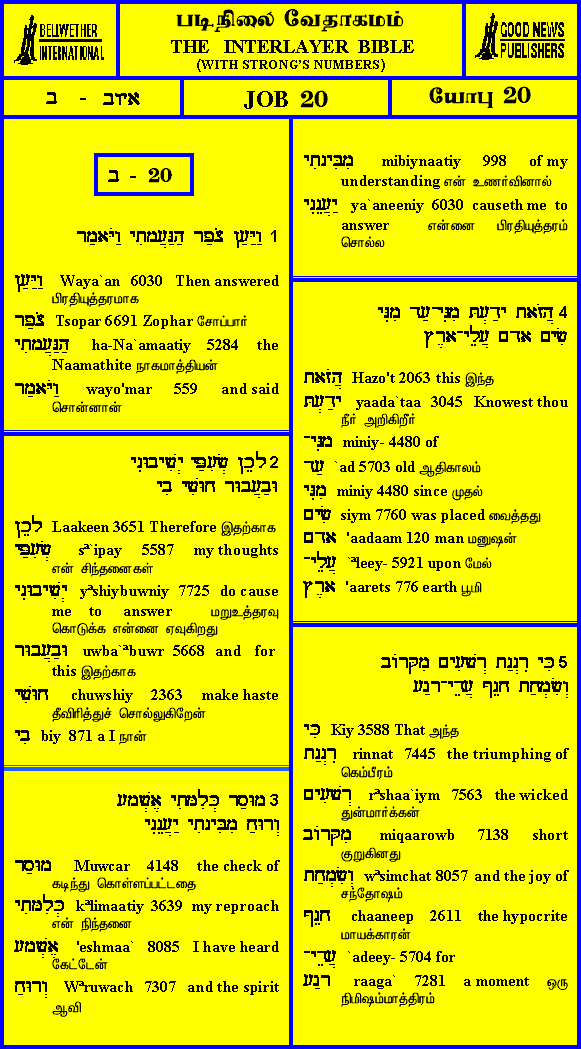 BELLWETHER
INTERNATIONAL
படிநிலை வேதாகமம்
THE INTERLAYER BIBLE
(WITH STRONG'S NUMBERS)
GOOD NEWS
PUBLISHERS
איוב - ב
JOB 20
யோபு 20
ב - 20
1 וַיַּעַן צֹפַר הַנַּעֲמָתִי וַיֹּאמַר
וַיַּעַן Waya`an 6030 Then answered
பிரதியுத்தரமாக
צֹפַר Tsopar 6691 Zophar சோப்பார்
הַנַּעֲמָתִי ha-Na`amaatiy 5284 the
Naamathite நாகமாத்தியன்
וַיֹּאמַר wayo'mar 559 and said
சொன்னான்
2 לָכֵן שְׂעִפַּי יְשִׁיבוּנִי
וּבַעֲבוּר חוּשִׁי בִי
לָכֵן Laakeen 3651 Therefore இதற்காக
שְׂעִפַּי sª`ipay 5587 my thoughts
என் சிந்தனைகள்
יְשִׁיבוּנִי yªshiybuwniy 7725 do cause
me to answer மறுஉத்தரவு
கொடுக்க என்னை ஏவுகிறது
וּבַעֲבוּר uwba`ªbuwr 5668 and for
this இதற்காக
חוּשִׁי chuwshiy 2363 make haste
தீவிரித்துச் சொல்லுகிறேன்
בִי biy 871 a I நான்
3 מוּסַר כְּלִמָּתִי אֶשְׁמָע
וְרוּחַ מִבִּינָתִי יַעֲנֵנִי
מוּסַר Muwcar 4148 the check of
கடிந்து கொள்ளப்பட்டதை
כְּלִמָּתִי kªlimaatiy 3639 my reproach
என் நிந்தனை
אֶשְׁמָע 'eshmaa` 8085 I have heard
கேட்டேன்
וְרוּחַ Wªruwach 7307 and the spirit
ஆவி
מִבִּינָתִי mibiynaatiy 998 of my
understanding என் உணர்வினால்
יַעֲנֵנִי ya`aneeniy 6030 causeth me to
answer என்னை பிரதியுத்தரம்
சொல்ல
4 הֲזֹאת יָדַעְתָּ מִנִּי־עַד מִנִּי
שִׂים אָדָם עֲלֵי־אָרֶץ
הֲזֹאת Hazo't 2063 this இந்த
יָדַעְתָּ yaada`taa 3045 Knowest thou
நீர் அறிகிறீர்
מִנִּי־ miniy- 4480 of
עַד `ad 5703 old ஆதிகாலம்
מִנִּי miniy 4480 since முதல்
שִׂים siym 7760 was placed வைத்தது
אָדָם 'aadaam 120 man மனுஷன்
עֲלֵי־ `ªleey- 5921 upon மேல்
אָרֶץ 'aarets 776 earth பூமி
5 כִּי רִנְנַת רְשָׁעִים מִקָּרוֹב
וְשִׂמְחַת חָנֵף עֲדֵי־רָגַע
כִּי Kiy 3588 That அந்த
רִנְנַת rinnat 7445 the triumphing of
கெம்பீரம்
רְשָׁעִים rªshaa`iym 7563 the wicked
துன்மார்க்கன்
מִקָּרוֹב miqaarowb 7138 short
குறுகினது
וְשִׂמְחַת wªsimchat 8057 and the joy of
சந்தோஷம்
חָנֵף chaaneep 2611 the hypocrite
மாயக்காரன்
עֲדֵי־ `adeey- 5704 for
רָגַע raaga` 7281 a moment ஒரு
நிமிஷம்மாத்திரம்